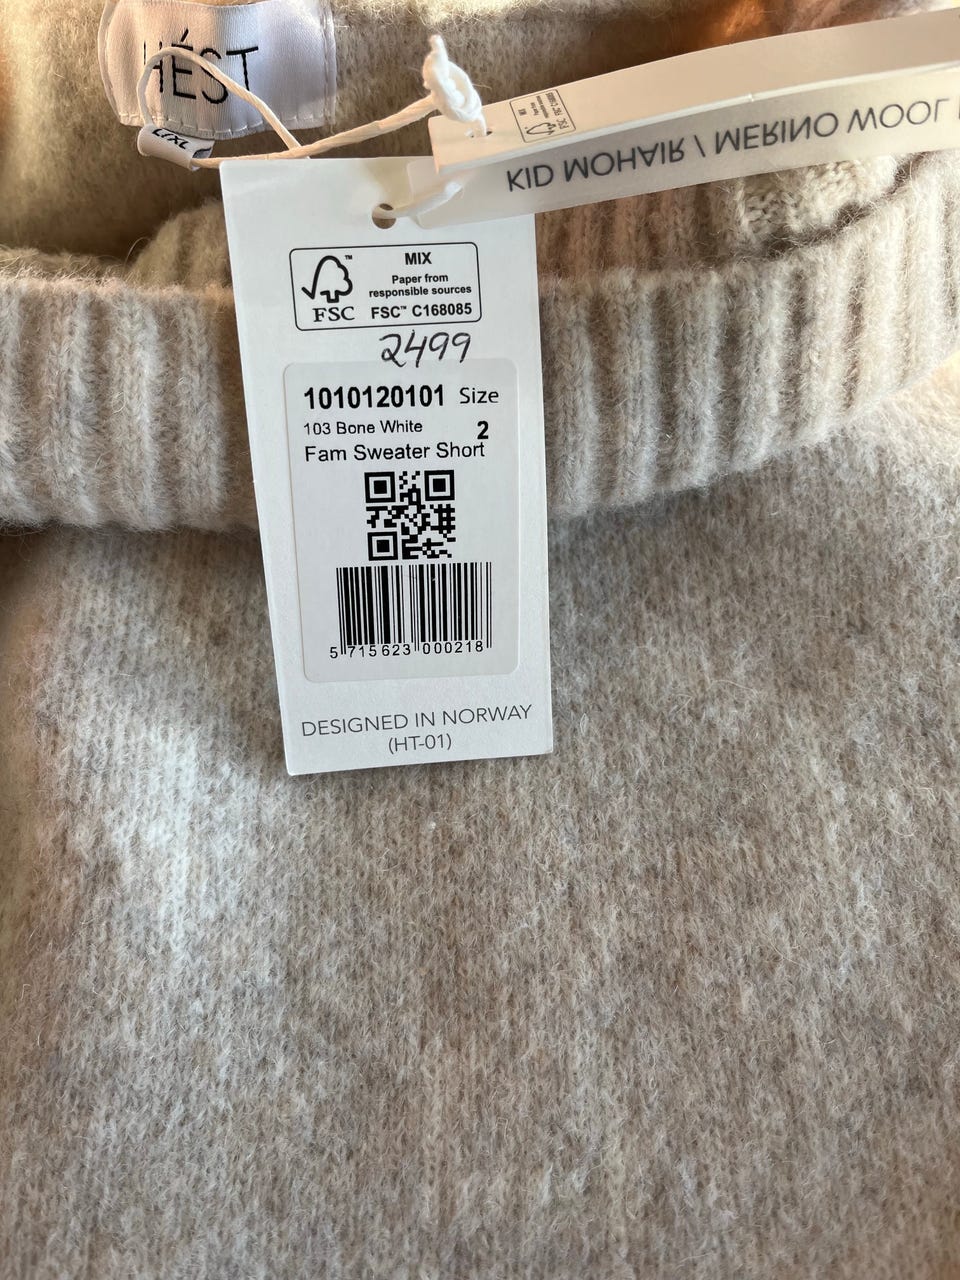 HÉST
L/XL
KID MOHAIR / MERINO WOOL
FSC™
MIX
Paper from
responsible sources
FSC™ C168085
2499
1010120101 Size
103 Bone White 2
Fam Sweater Short
5 715623 000218
DESIGNED IN NORWAY
(HT-01)